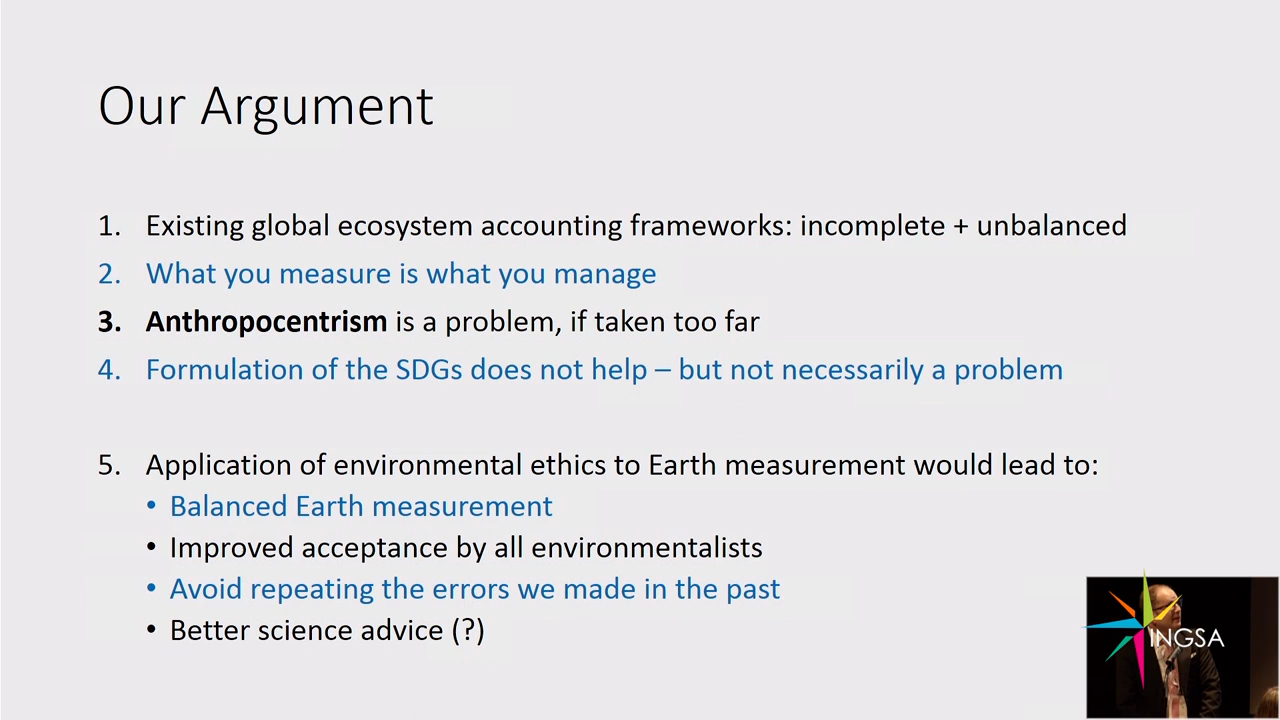 Our Argument
1. Existing global ecosystem accounting frameworks: incomplete + unbalanced
2. What you measure is what you manage
3. Anthropocentrism is a problem, if taken too far
4. Formulation of the SDGs does not help – but not necessarily a problem
5. Application of environmental ethics to Earth measurement would lead to:
• Balanced Earth measurement
• Improved acceptance by all environmentalists
• Avoid repeating the errors we made in the past
• Better science advice (?)
INGSA